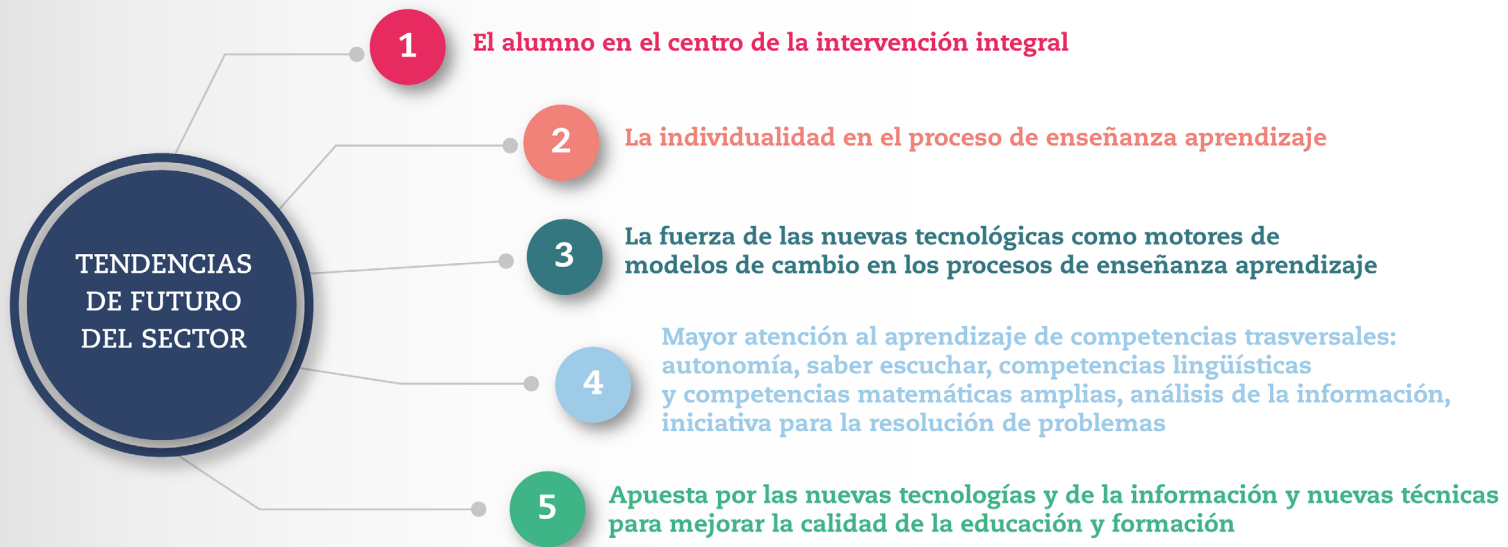 TENDENCIAS
DE FUTURO
DEL SECTOR
1
El alumno en el centro de la intervención integral
2
La individualidad en el proceso de enseñanza aprendizaje
3
La fuerza de las nuevas tecnológicas como motores de
modelos de cambio en los procesos de enseñanza aprendizaje
4
Mayor atención al aprendizaje de competencias trasversales:
autonomía, saber escuchar, competencias lingüísticas
y competencias matemáticas amplias, análisis de la información,
iniciativa para la resolución de problemas
5
Apuesta por las nuevas tecnologías y de la información y nuevas técnicas
para mejorar la calidad de la educación y formación